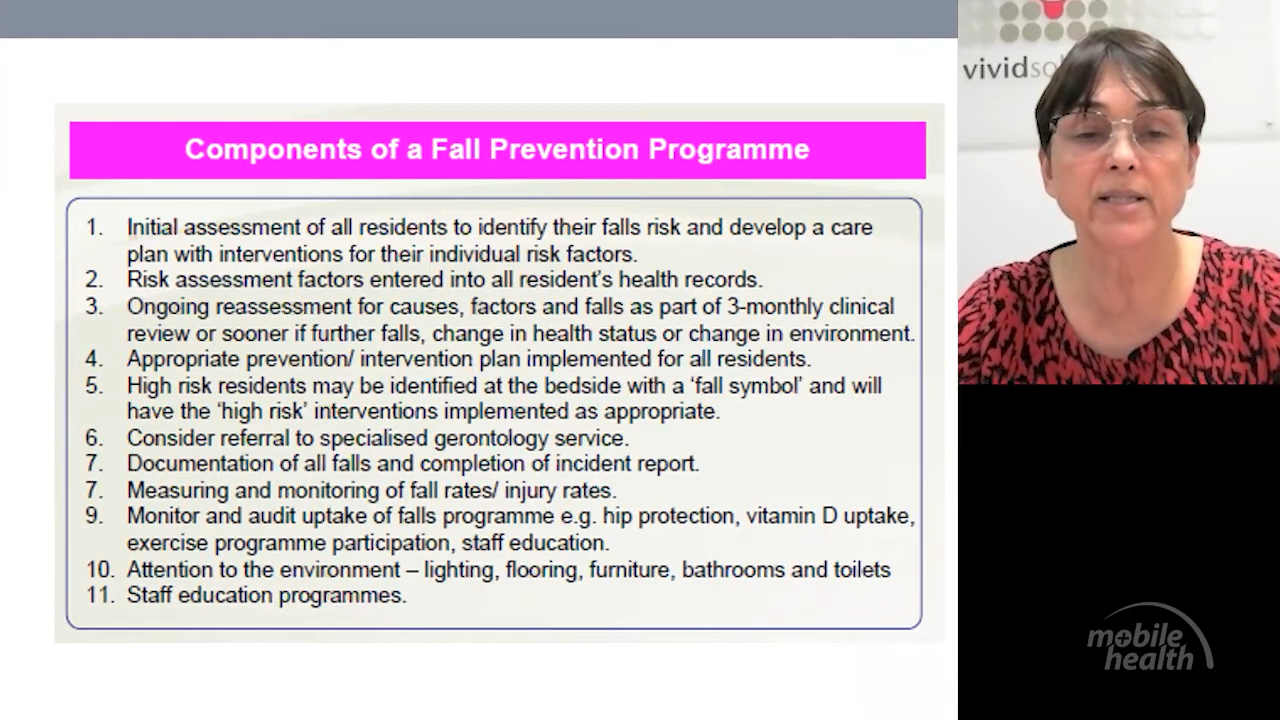 Components of a Fall Prevention Programme
1. Initial assessment of all residents to identify their falls risk and develop a care
plan with interventions for their individual risk factors.
2. Risk assessment factors entered into all resident's health records.
3. Ongoing reassessment for causes, factors and falls as part of 3-monthly clinical
review or sooner if further falls, change in health status or change in environment.
4. Appropriate prevention/ intervention plan implemented for all residents.
5. High risk residents may be identified at the bedside with a 'fall symbol' and will
have the 'high risk' interventions implemented as appropriate.
6. Consider referral to specialised gerontology service.
7. Documentation of all falls and completion of incident report.
7. Measuring and monitoring of fall rates/ injury rates.
9. Monitor and audit uptake of falls programme e.g. hip protection, vitamin D uptake,
exercise programme participation, staff education.
10. Attention to the environment – lighting, flooring, furniture, bathrooms and toilets
11. Staff education programmes.
vivid
mobile
health